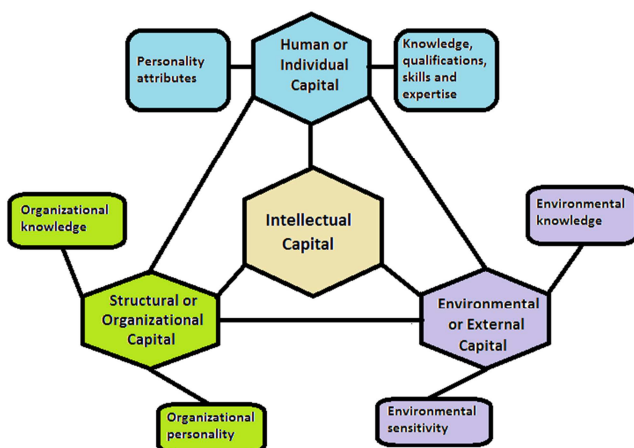 Personality
attributes
Human or
Individual
Capital
Knowledge,
qualifications,
skills and
expertise
Organizational
knowledge
Intellectual
Capital
Environmental
knowledge
Structural or
Organizational
Capital
Environmental
or External
Capital
Organizational
personality
Environmental
sensitivity